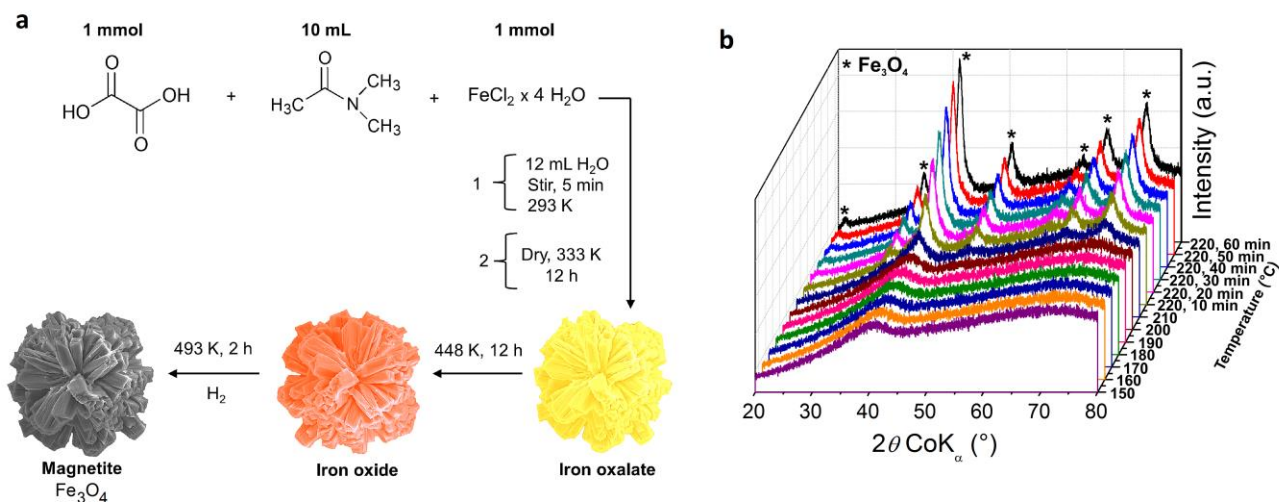 a
1 mmol
10 mL
1 mmol
O
OH
HO
O
+
O
H₃C
N
CH₃
CH₃
+
FeCl₂ x 4 H₂O
1
12 mL H₂O
Stir, 5 min
293 K
2
Dry, 333 K
12 h
493 K, 2 h
H₂
448 K, 12 h
Magnetite
Fe₃O₄
Iron oxide
Iron oxalate
b
* Fe₃O₄
*
*
*
*
*
*
*
Intensity (a.u.)
220, 60 min
220, 50 min
220, 40 min
220, 30 min
220, 20 min
220, 10 min
210
200
190
180
170
160
150
Temperature (°C)
20 30 40 50 60 70 80
2θ CoKα (°)